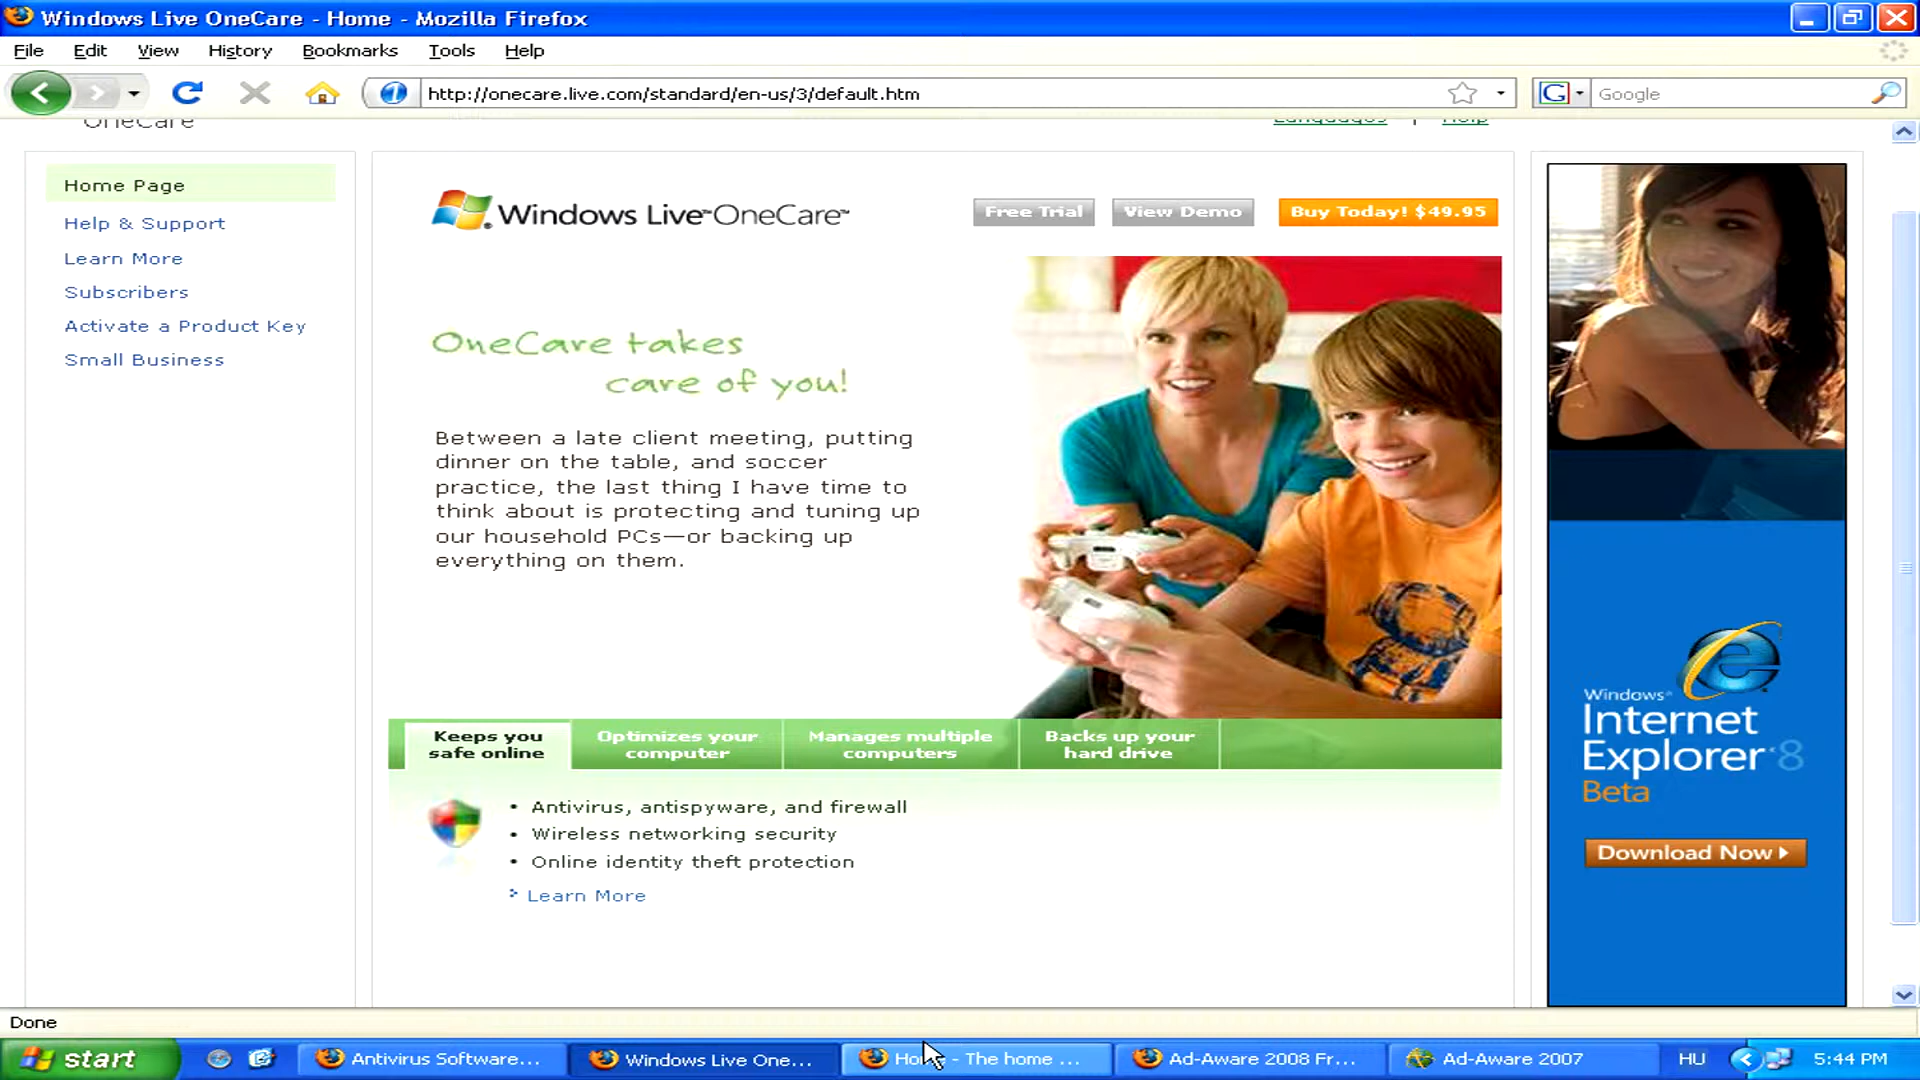 Windows Live OneCare - Home - Mozilla Firefox
File Edit View History Bookmarks Tools Help
http://onecare.live.com/standard/en-us/3/default.htm
G Google
OneCare
Languages | Help
Home Page
Help & Support
Learn More
Subscribers
Activate a Product Key
Small Business
Windows Live™ OneCare™
Free Trial
View Demo
Buy Today! $49.95
OneCare takes
care of you!
Between a late client meeting, putting
dinner on the table, and soccer
practice, the last thing I have time to
think about is protecting and tuning up
our household PCs—or backing up
everything on them.
Keeps you
safe online
Optimizes your
computer
Manages multiple
computers
Backs up your
hard drive
• Antivirus, antispyware, and firewall
• Wireless networking security
• Online identity theft protection
Learn More
Windows®
Internet
Explorer 8
Beta
Download Now
Done
start
Antivirus Software...
Windows Live One...
- The home ...
Ad-Aware 2008 Fr...
Ad-Aware 2007
HU
5:44 PM